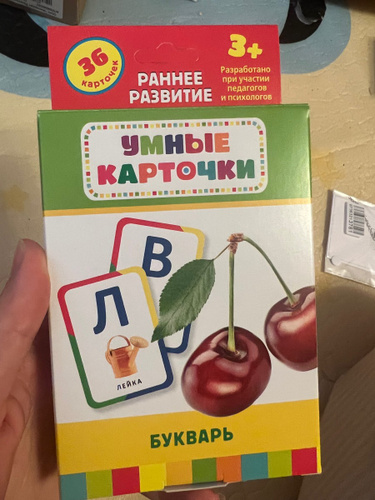 36
карточек
РАННЕЕ
РАЗВИТИЕ
3+
Разработано
при участии
педагогов
и психологов
УМНЫЕ
КАРТОЧКИ
В
Л
ЛЕЙКА
БУКВАРЬ